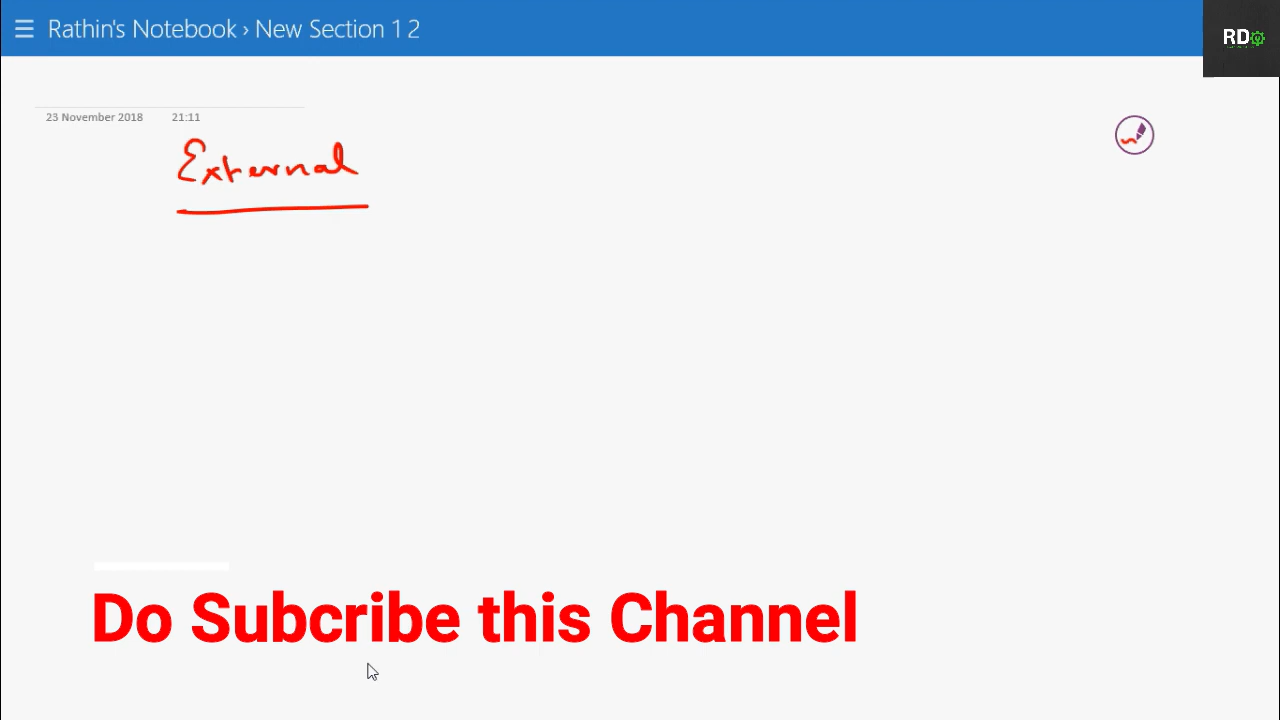 Rathin's Notebook › New Section 1 2
RD
23 November 2018 21:11
External
Do Subcribe this Channel